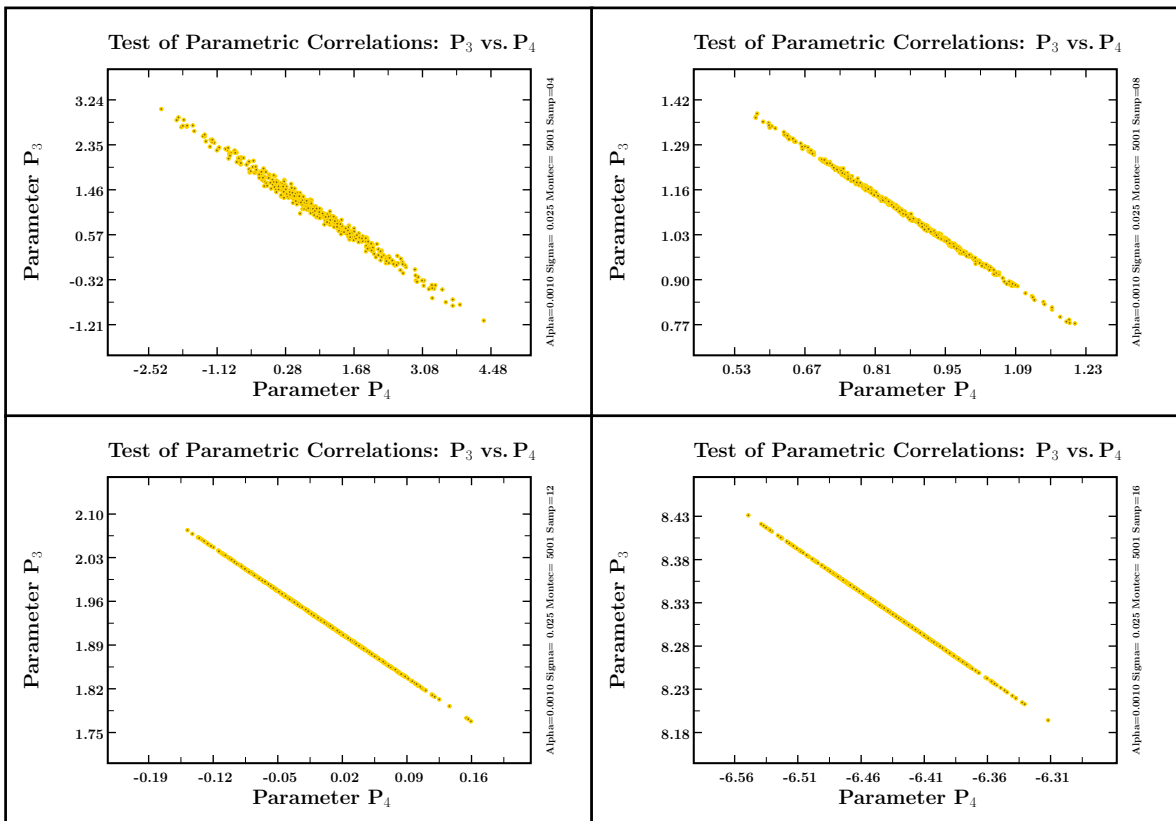 Test of Parametric Correlations: P3 vs. P4
3.24
2.35
1.46
0.57
-0.32
-1.21
Parameter P3
-2.52 -1.12 0.28 1.68 3.08 4.48
Parameter P4
Alpha=0.0010 Sigma= 0.025 Montec= 5001 Samp=04
Test of Parametric Correlations: P3 vs. P4
1.42
1.29
1.16
1.03
0.90
0.77
Parameter P3
0.53 0.67 0.81 0.95 1.09 1.23
Parameter P4
Alpha=0.0010 Sigma= 0.025 Montec= 5001 Samp=08
Test of Parametric Correlations: P3 vs. P4
2.10
2.03
1.96
1.89
1.82
1.75
Parameter P3
-0.19 -0.12 -0.05 0.02 0.09 0.16
Parameter P4
Alpha=0.0010 Sigma= 0.025 Montec= 5001 Samp=12
Test of Parametric Correlations: P3 vs. P4
8.43
8.38
8.33
8.28
8.23
8.18
Parameter P3
-6.56 -6.51 -6.46 -6.41 -6.36 -6.31
Parameter P4
Alpha=0.0010 Sigma= 0.025 Montec= 5001 Samp=16